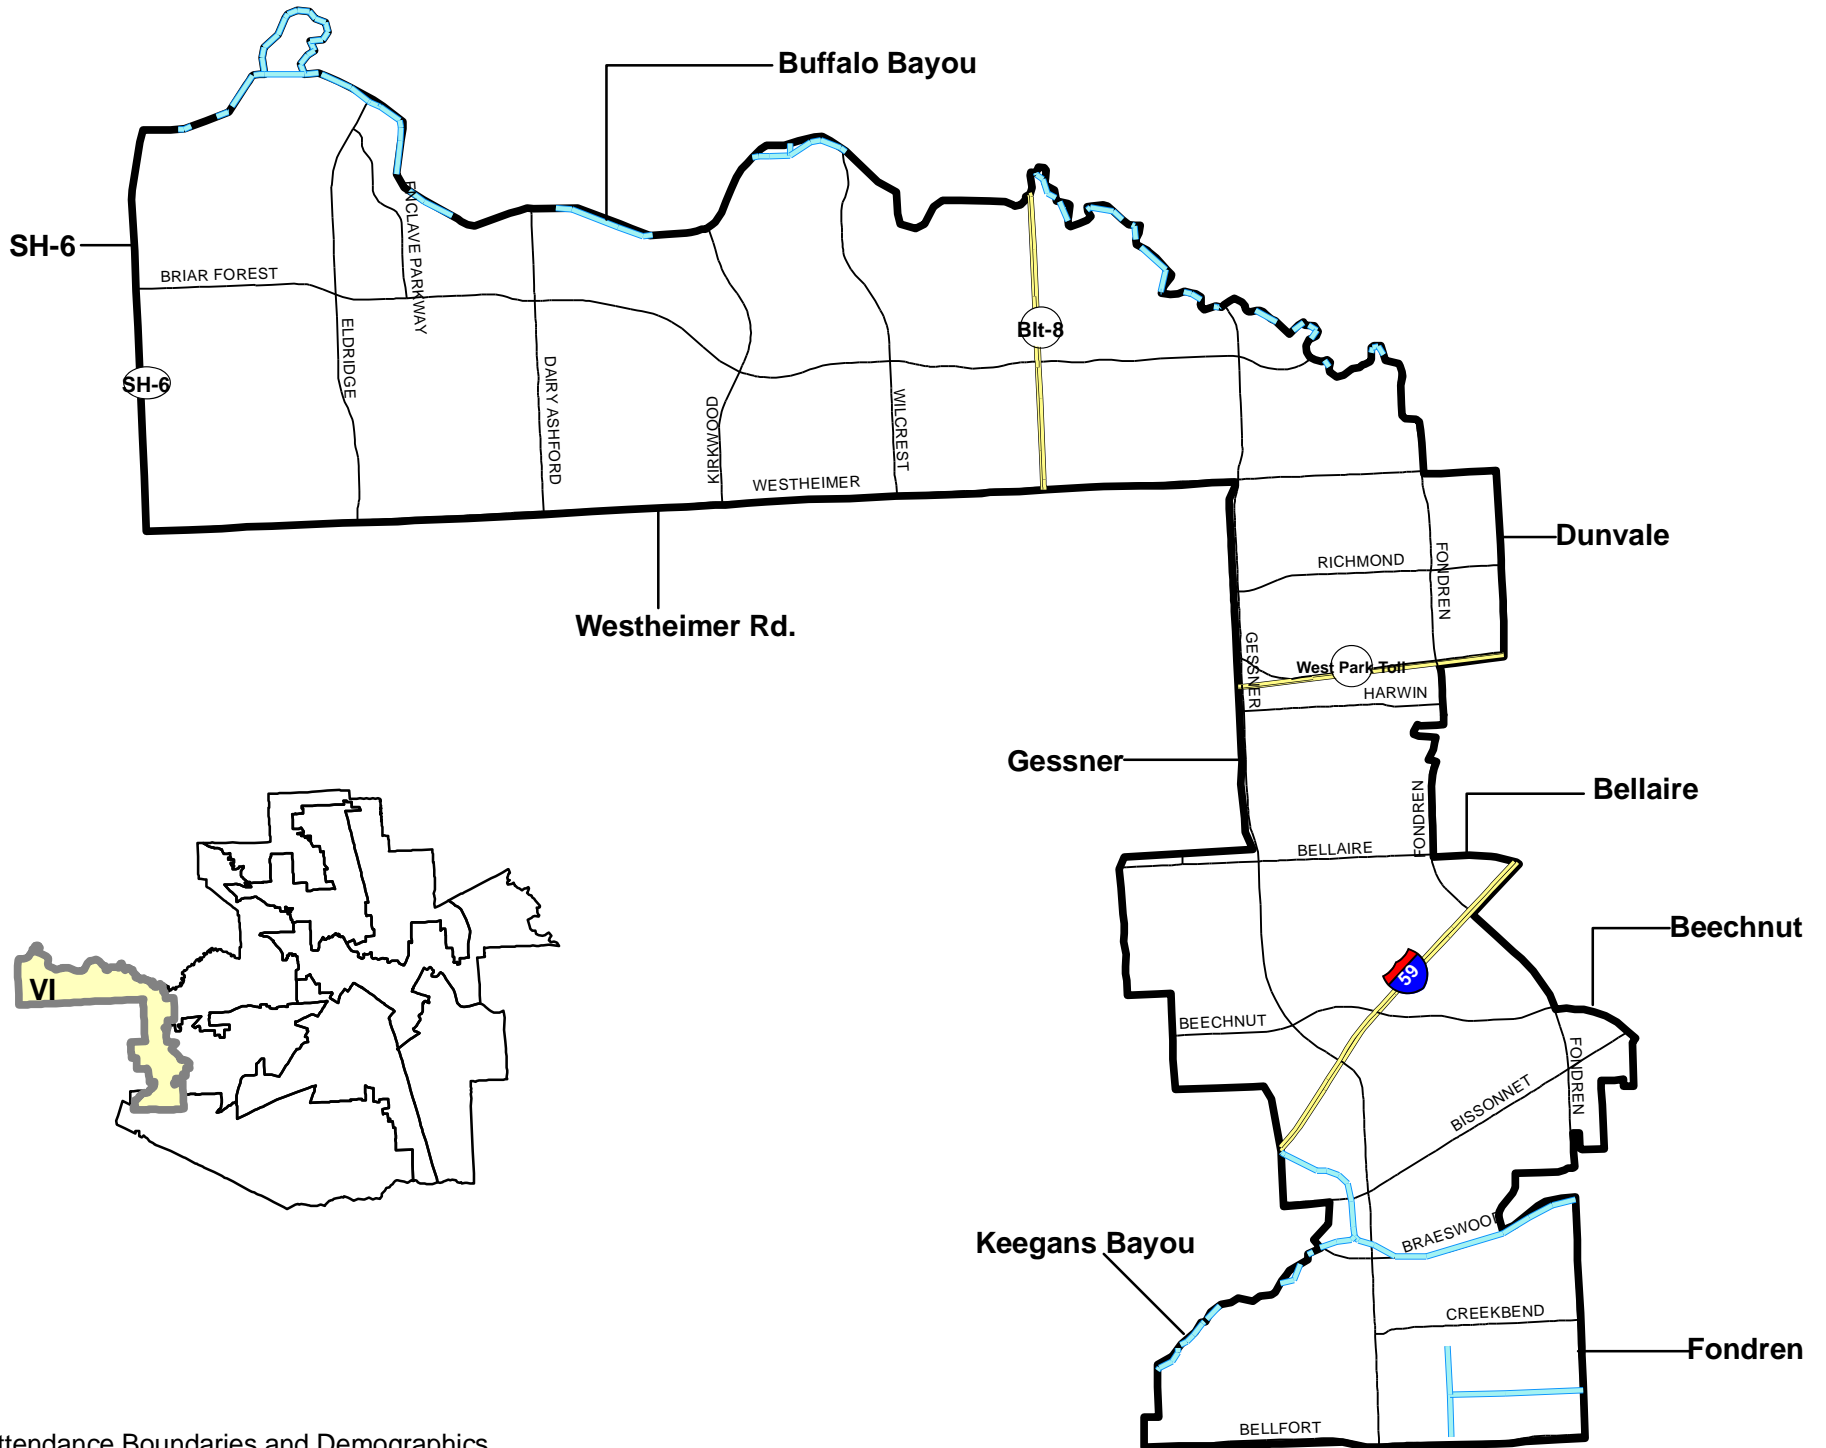 Buffalo Bayou
SH-6
BRIAR FOREST
ENCLAVE PARKWAY
ELDRIDGE
SH-6
DAIRY ASHFORD
KIRKWOOD
WILCREST
Blt-8
WESTHEIMER
Westheimer Rd.
Dunvale
RICHMOND
FONDREN
GESSNER
West Park Toll
HARWIN
Gessner
Bellaire
FONDREN
BELLAIRE
Beechnut
59
BEECHNUT
FONDREN
BISSONNET
VI
BRAESWOOD
Keegans Bayou
CREEKBEND
Fondren
BELLFORT
ttendance Boundaries and Demographics